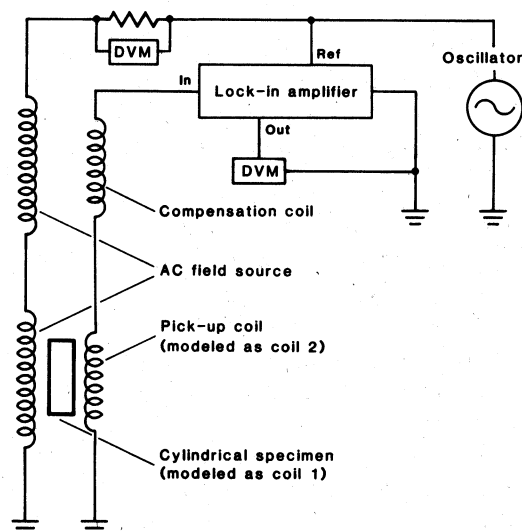 DVM
Ref
Oscillator
In
Lock-in amplifier
Out
DVM
Compensation coil
AC field source
Pick-up coil
(modeled as coil 2)
Cylindrical specimen
(modeled as coil 1)